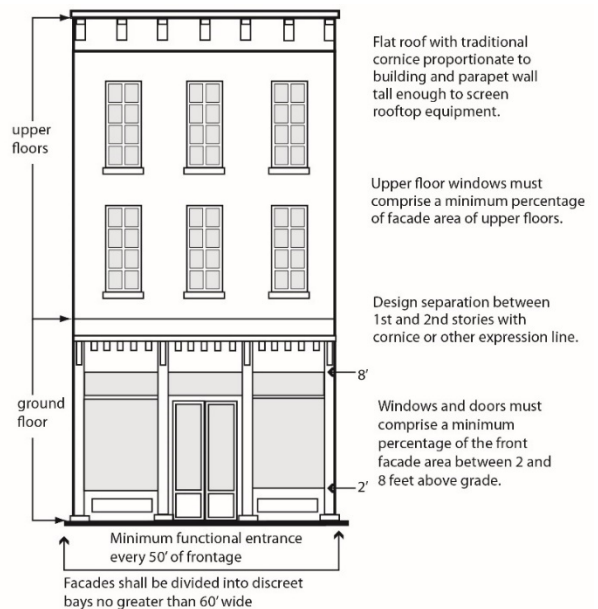 Flat roof with traditional
cornice proportionate to
building and parapet wall
tall enough to screen
rooftop equipment.
upper
floors
Upper floor windows must
comprise a minimum percentage
of facade area of upper floors.
Design separation between
1st and 2nd stories with
cornice or other expression line.
8'
ground
floor
Windows and doors must
comprise a minimum
percentage of the front
facade area between 2 and
8 feet above grade.
2'
Minimum functional entrance
every 50' of frontage
Facades shall be divided into discreet
bays no greater than 60' wide